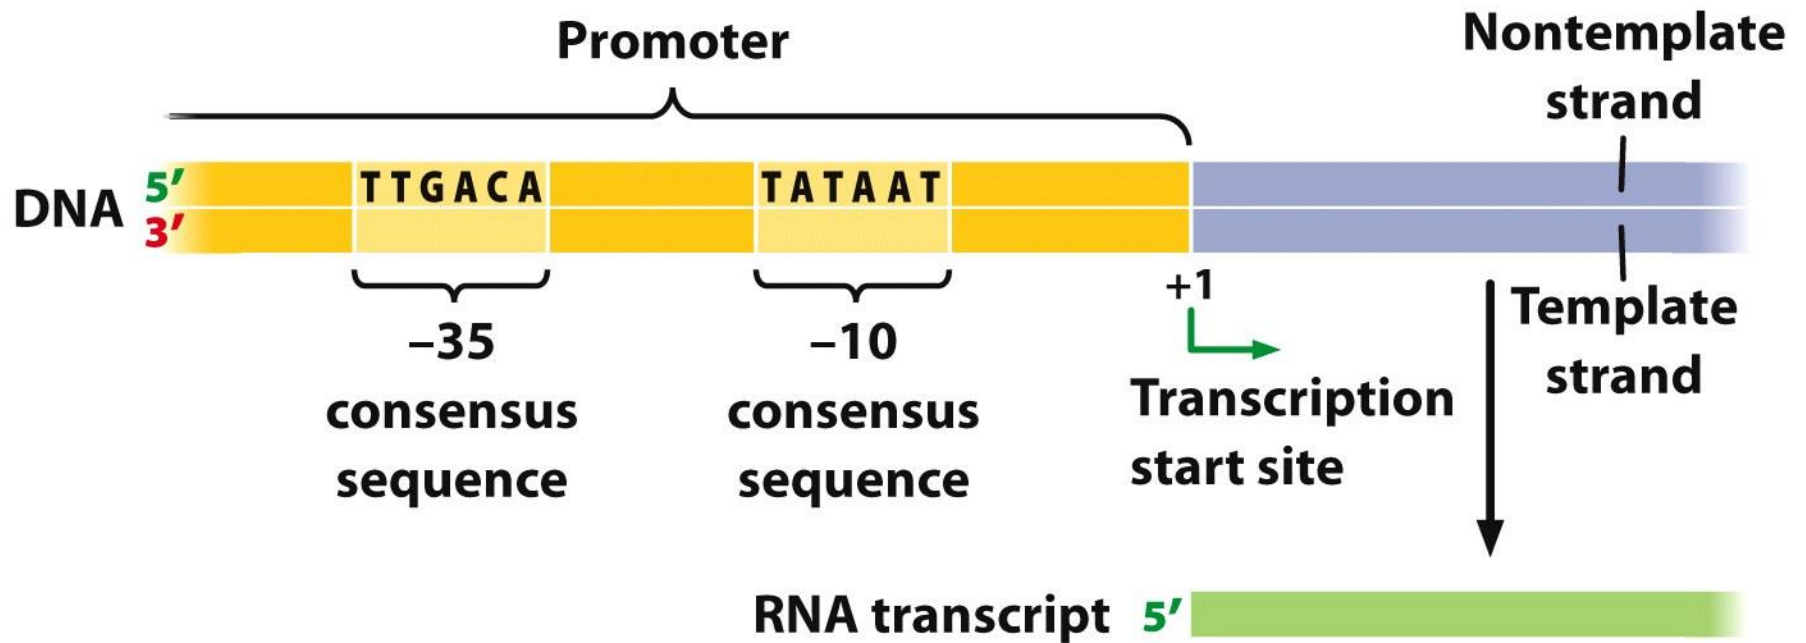 Promoter
Nontemplate
strand
DNA
5′
3′
TTGACA
TATAAT
–35
consensus
sequence
–10
consensus
sequence
+1
Transcription
start site
Template
strand
RNA transcript 5′